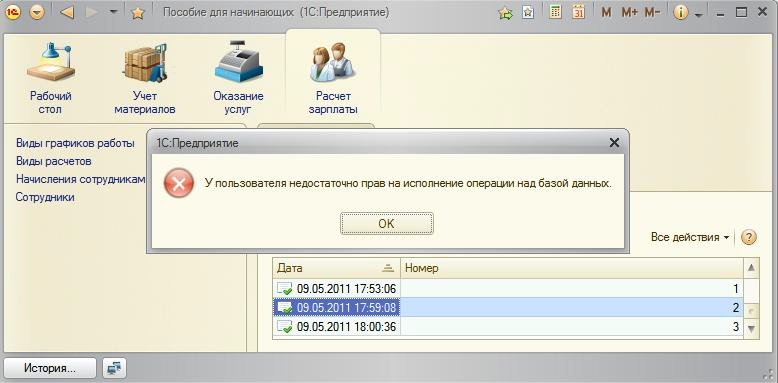 Пособие для начинающих (1С:Предприятие)
M M+ M-
31
Рабочий
стол
Учет
материалов
Оказание
услуг
Расчет
зарплаты
Виды графиков работы
Виды расчетов
Начисления сотрудникам
Сотрудники
1С:Предприятие
У пользователя недостаточно прав на исполнение операции над базой данных.
OK
Все действия
Дата Номер
09.05.2011 17:53:06 1
09.05.2011 17:59:08 2
09.05.2011 18:00:36 3
История...